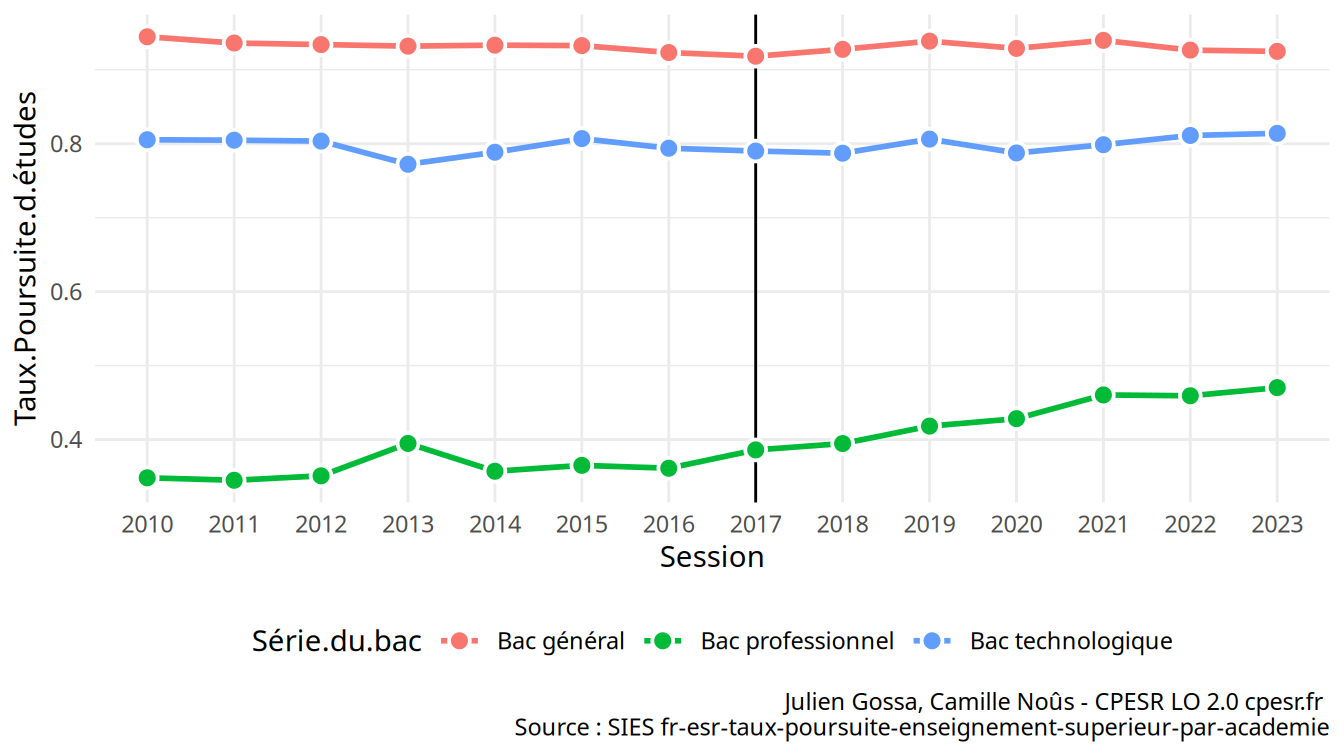 Taux.Poursuite.d.études
0.8
0.6
0.4
2010 2011 2012 2013 2014 2015 2016 2017 2018 2019 2020 2021 2022 2023
Session
Série.du.bac Bac général Bac professionnel Bac technologique
Julien Gossa, Camille Noûs - CPESR LO 2.0 cpesr.fr
Source : SIES fr-esr-taux-poursuite-enseignement-superieur-par-academie